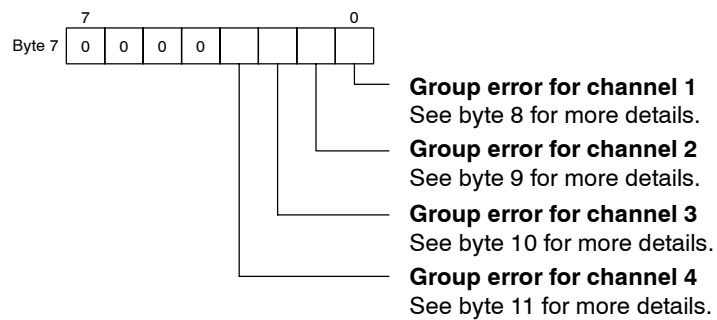 7 0
Byte 7 0 0 0 0
Group error for channel 1
See byte 8 for more details.
Group error for channel 2
See byte 9 for more details.
Group error for channel 3
See byte 10 for more details.
Group error for channel 4
See byte 11 for more details.